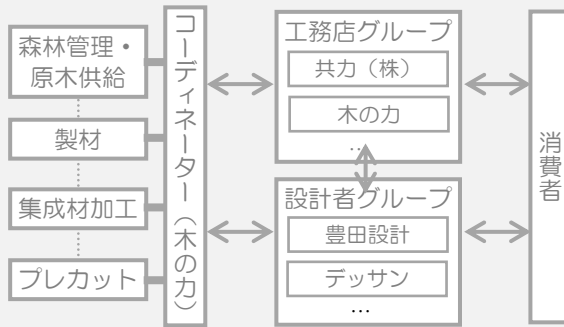 森林管理・
原木供給
製材
集成材加工
プレカット
コーディネーター（木の力）
工務店グループ
共力（株）
木の力
…
設計者グループ
豊田設計
デッサン
…
消費者